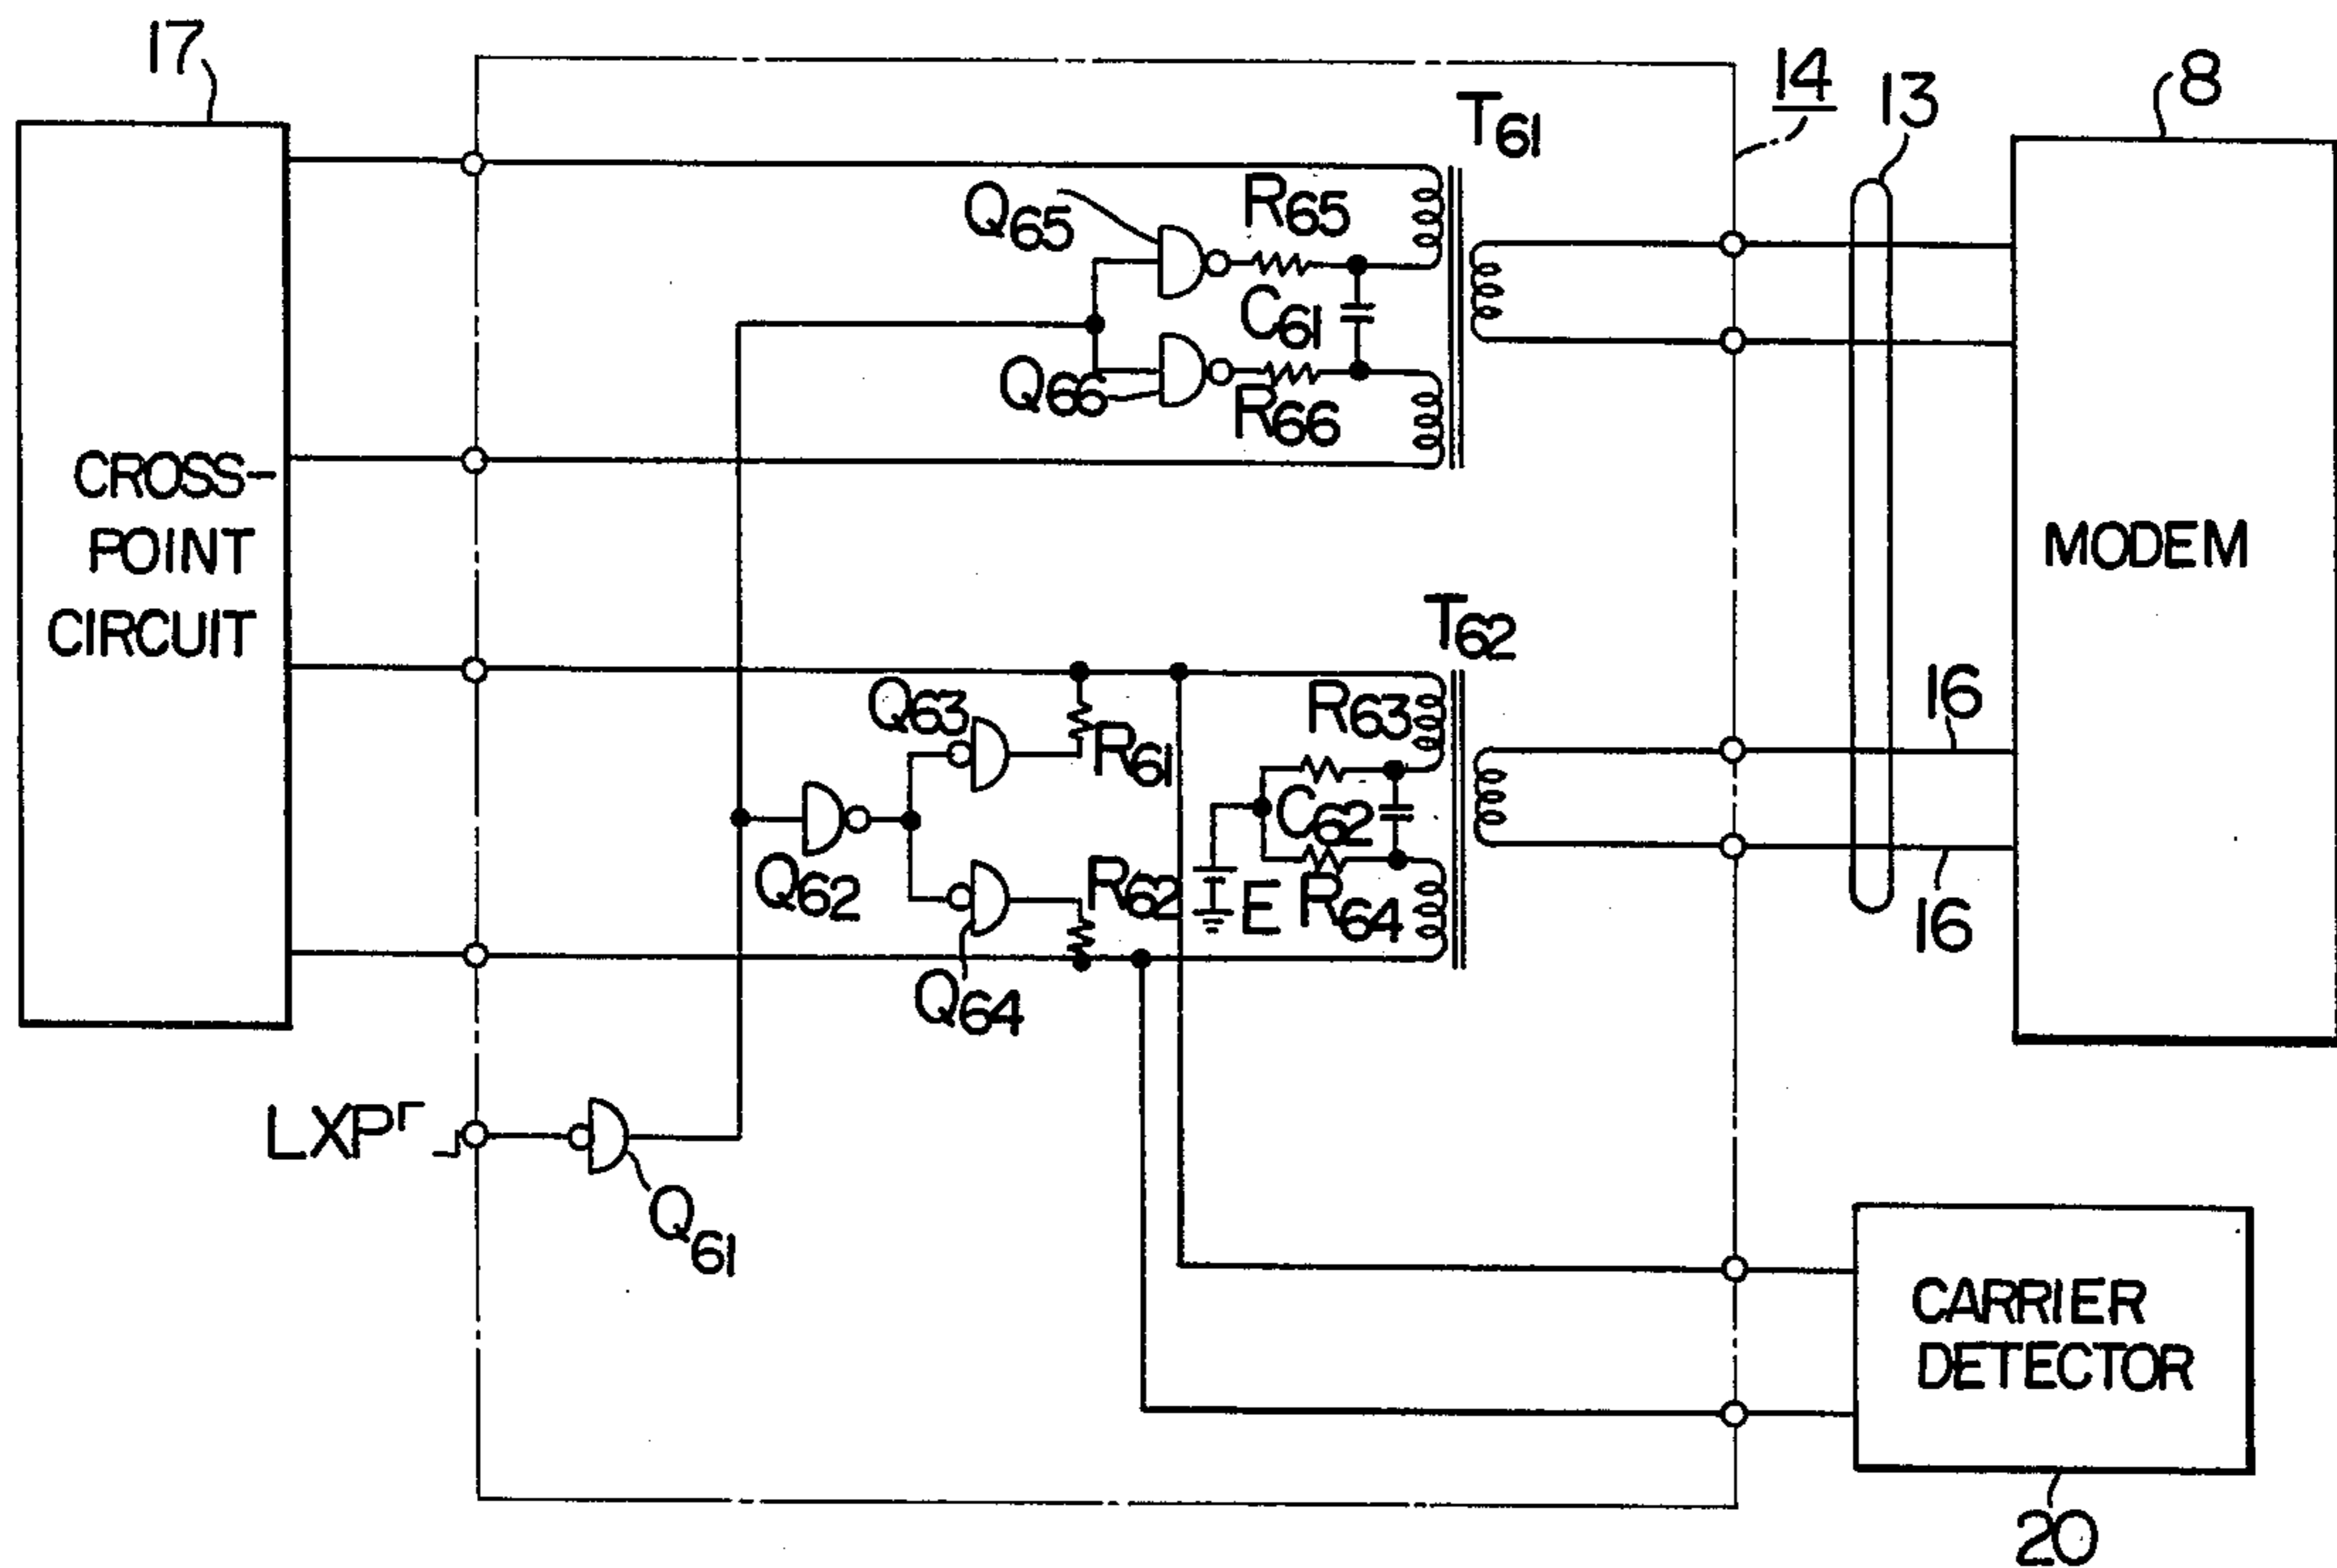 17
14
13
8
T61
Q65
R65
C61
Q66
R66
CROSS-
POINT
CIRCUIT
MODEM
T62
Q63
R61
R63
16
C62
Q62
R62
E
R64
16
Q64
LXP
Q61
CARRIER
DETECTOR
20